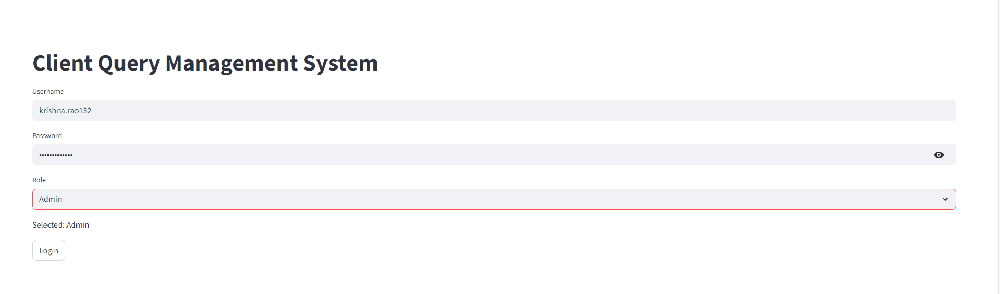 Client Query Management System
Username
krishna.rao132
Password
•••••••••••••
Role
Admin
Selected: Admin
Login